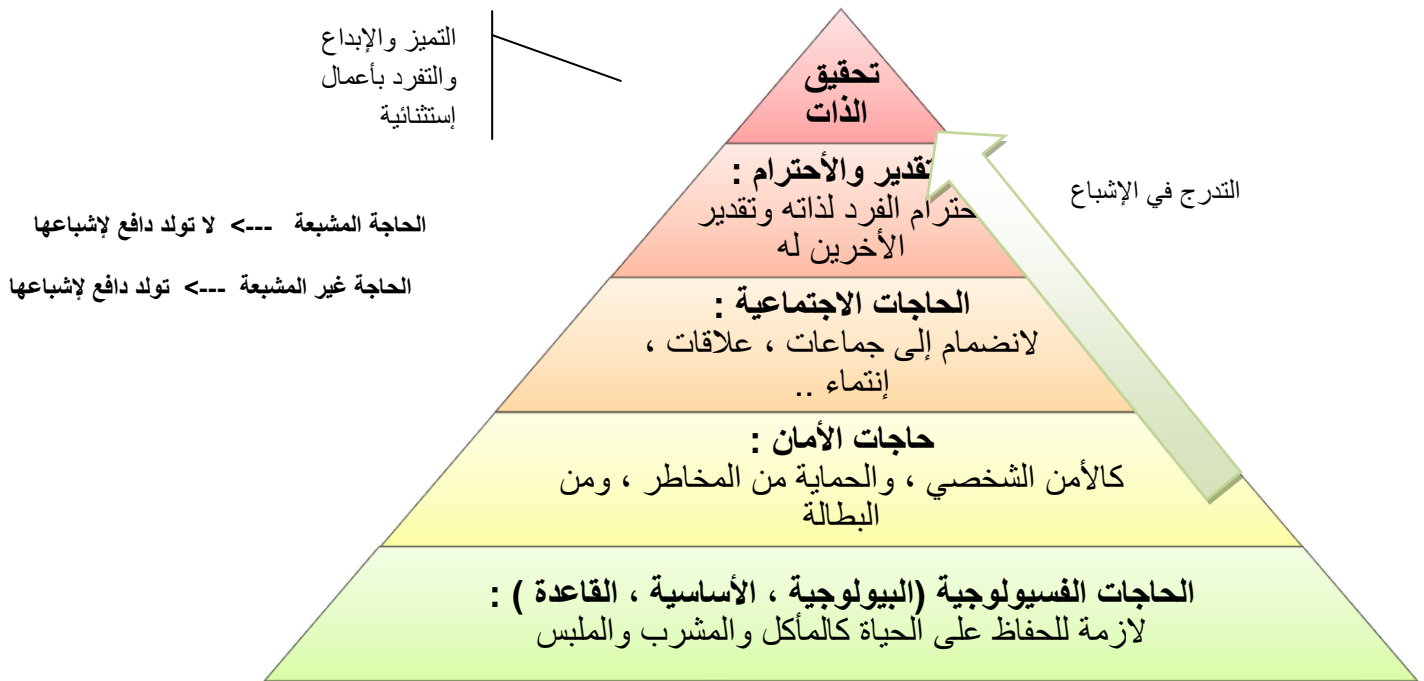 التميز والإبداع
والتفرد بأعمال
إستثنائية
تحقيق
الذات
تقدير والأحترام :
حترام الفرد لذاته وتقدير
الأخرين له
التدرج في الإشباع
الحاجة المشبعة ---> لا تولد دافع لإشباعها
الحاجة غير المشبعة ---> تولد دافع لإشباعها
الحاجات الاجتماعية :
لانضمام إلى جماعات ، علاقات ،
إنتماء ..
حاجات الأمان :
كالأمن الشخصي ، والحماية من المخاطر ، ومن
البطالة
الحاجات الفسيولوجية (البيولوجية ، الأساسية ، القاعدة ) :
لازمة للحفاظ على الحياة كالمأكل والمشرب والملبس